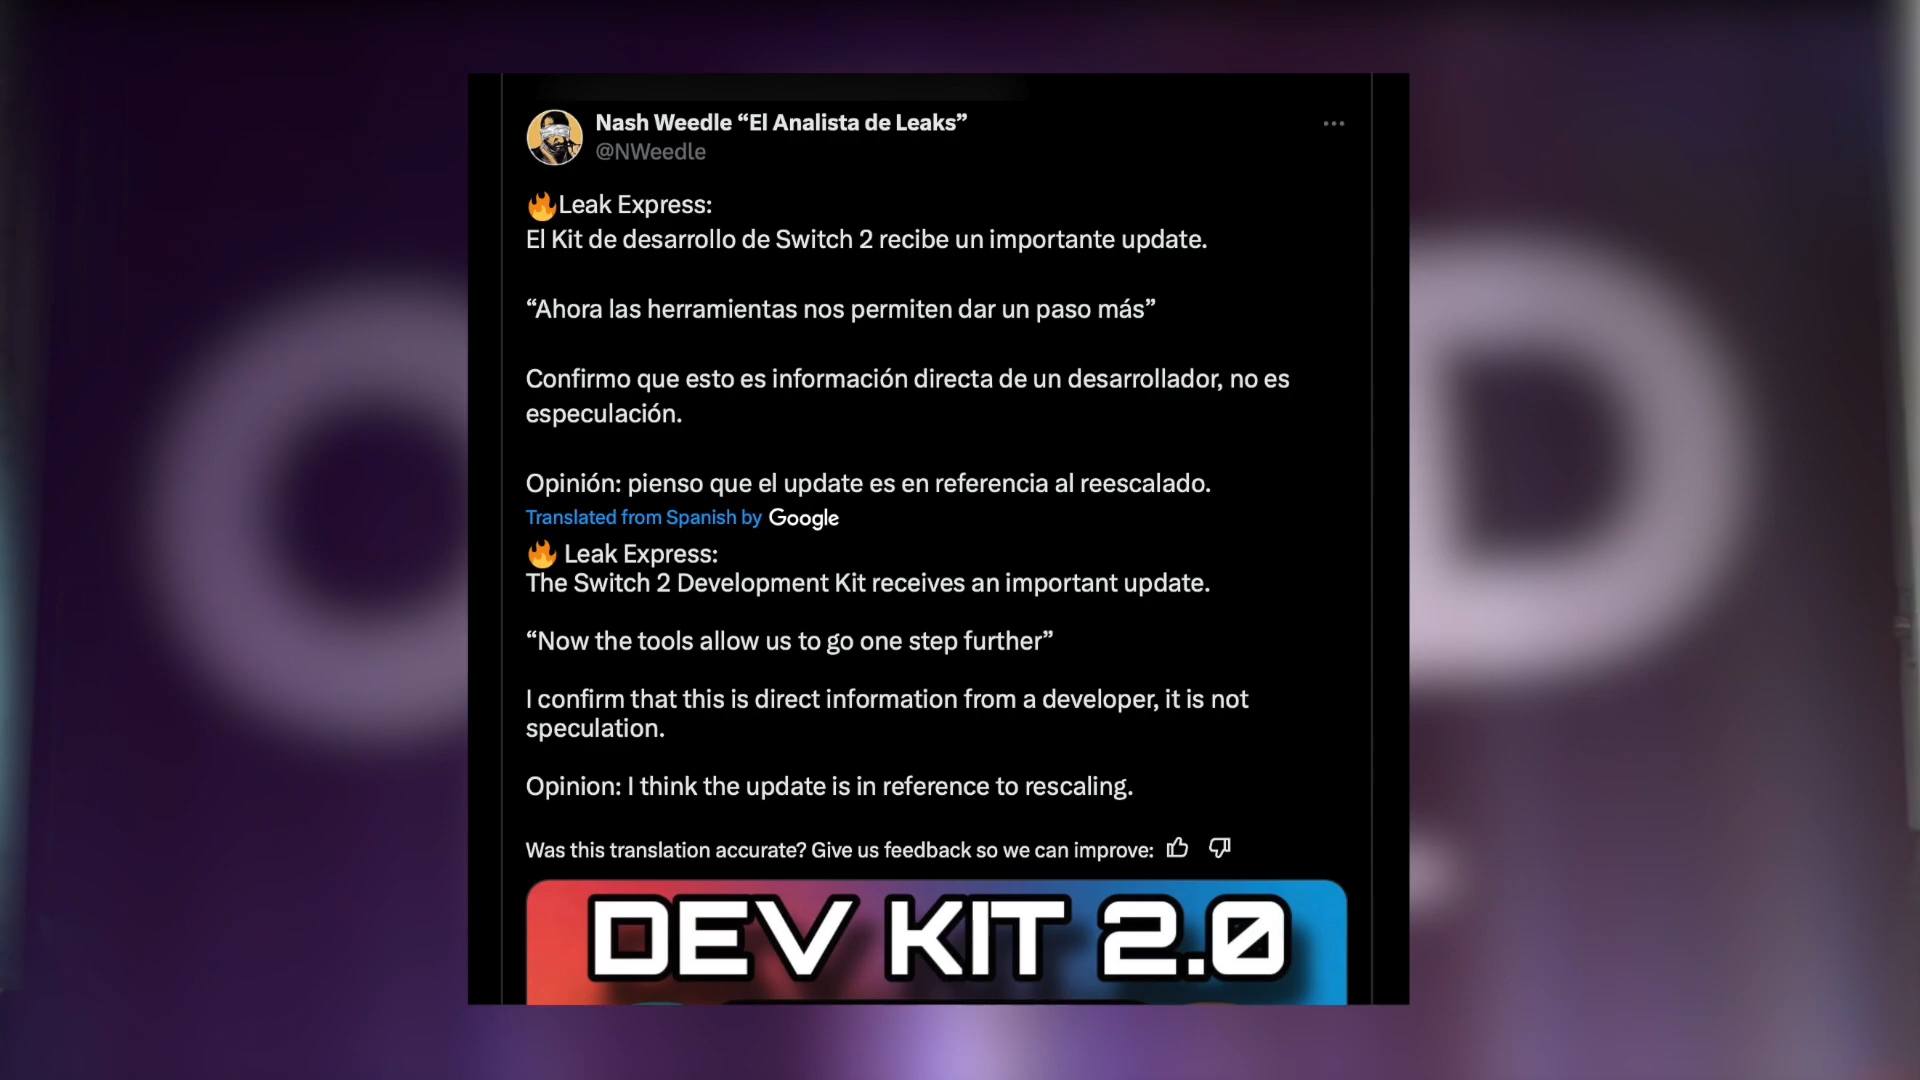 Nash Weedle “El Analista de Leaks”
@NWeedle
🔥Leak Express:
El Kit de desarrollo de Switch 2 recibe un importante update.
“Ahora las herramientas nos permiten dar un paso más”
Confirmo que esto es información directa de un desarrollador, no es
especulación.
Opinión: pienso que el update es en referencia al reescalado.
Translated from Spanish by Google
🔥 Leak Express:
The Switch 2 Development Kit receives an important update.
“Now the tools allow us to go one step further”
I confirm that this is direct information from a developer, it is not
speculation.
Opinion: I think the update is in reference to rescaling.
Was this translation accurate? Give us feedback so we can improve:
DEV KIT 2.0